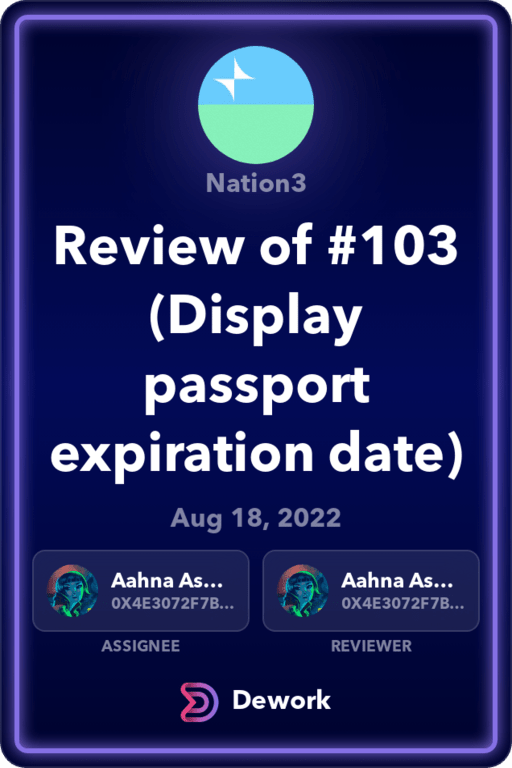 Nation3
Review of #103
(Display
passport
expiration date)
Aug 18, 2022
Aahna As...
0X4E3072F7B...
ASSIGNEE
Aahna As...
0X4E3072F7B...
REVIEWER
Dework